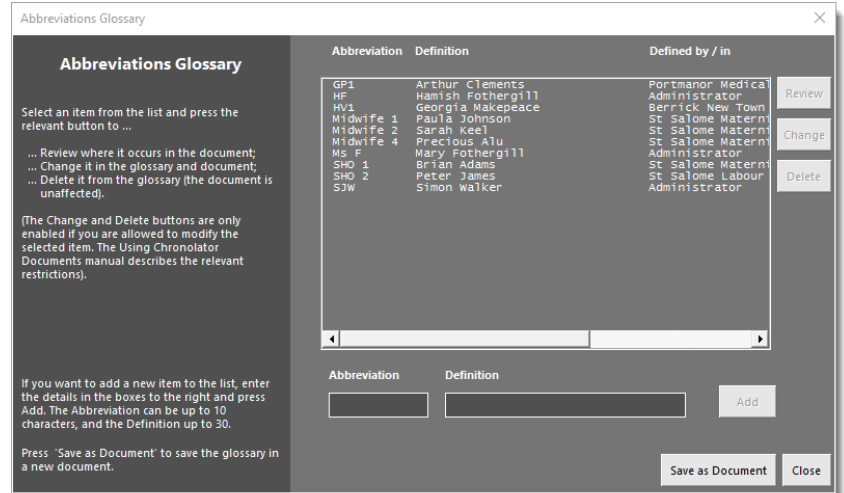 Abbreviations Glossary
Abbreviations Glossary
Select an item from the list and press the
relevant button to ...
... Review where it occurs in the document;
... Change it in the glossary and document;
... Delete it from the glossary (the document is
unaffected).
(The Change and Delete buttons are only
enabled if you are allowed to modify the
selected item. The Using Chronolator
Documents manual describes the relevant
restrictions).
If you want to add a new item to the list, enter
the details in the boxes to the right and press
Add. The Abbreviation can be up to 10
characters, and the Definition up to 30.
Press 'Save as Document' to save the glossary in
a new document.
Abbreviation Definition Defined by / in
GP1 Arthur Clements Portmanor Medical
HF Hamish Fothergill Administrator
HV1 Georgia Makepeace Berrick New Town
Midwife 1 Paula Johnson St Salome Materni
Midwife 2 Sarah Keel St Salome Materni
Midwife 4 Precious Alu St Salome Materni
Ms F Mary Fothergill Administrator
SHO 1 Brian Adams St Salome Materni
SHO 2 Peter James St Salome Labour
SJW Simon Walker Administrator
Review
Change
Delete
Abbreviation Definition
Add
Save as Document Close